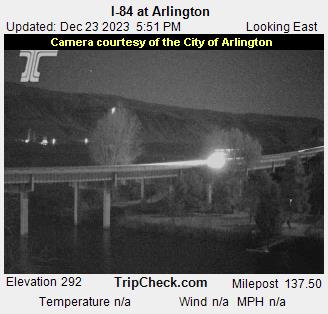 I-84 at Arlington
Updated: Dec 23 2023 5:51 PM Looking East
Camera courtesy of the City of Arlington
Elevation 292 TripCheck.com Milepost 137.50
Temperature n/a Wind n/a MPH n/a